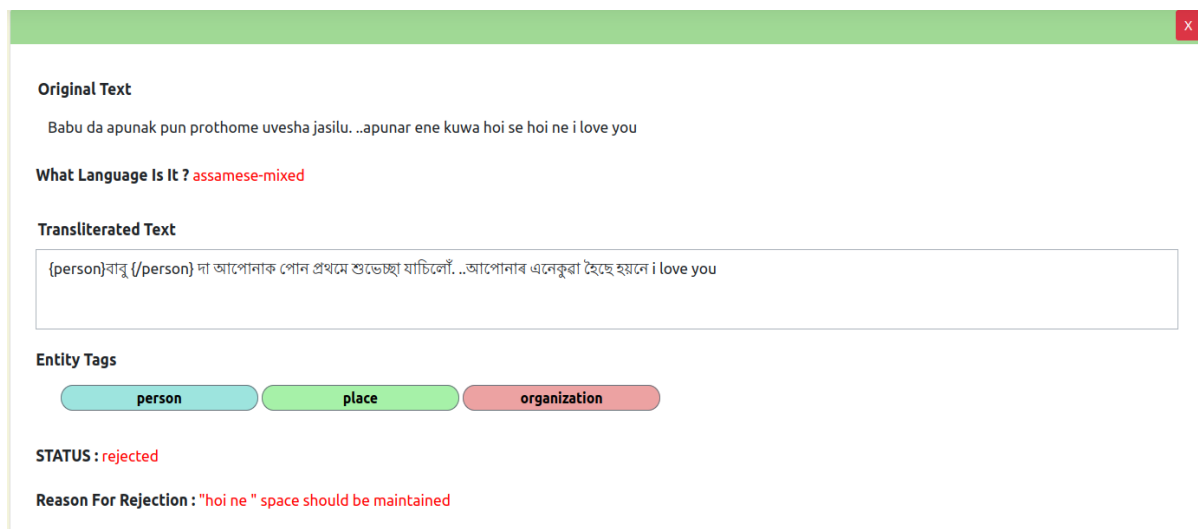 X
Original Text
Babu da apunak pun prothome uvesha jasilu. ..apunar ene kuwa hoi se hoi ne i love you
What Language Is It ? assamese-mixed
Transliterated Text
{person}বাবু {/person} দা আপোনাক পোন প্ৰথমে শুভেচ্ছা যাচিলোঁ. ..আপোনাৰ এনেকুৱা হৈছে হয়নে i love you
Entity Tags
person place organization
STATUS : rejected
Reason For Rejection : "hoi ne " space should be maintained